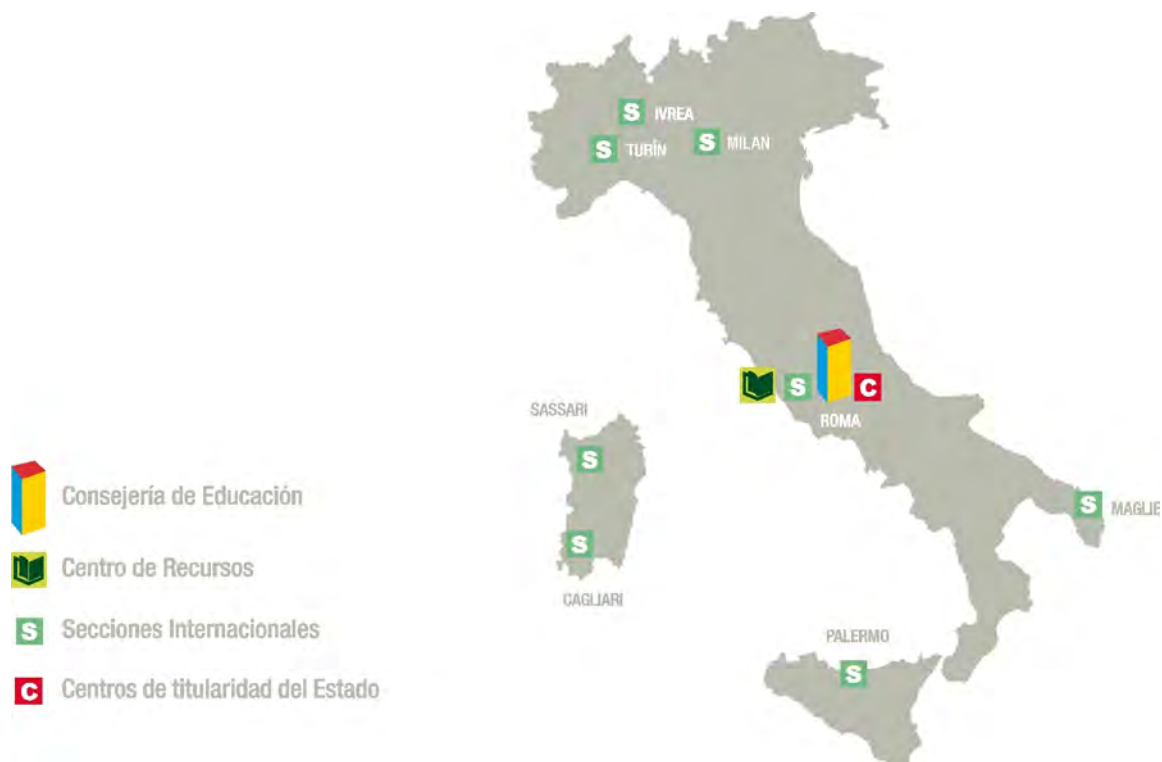 S IVREA
S TURÍN
S MILAN
S C
ROMA
SASSARI
S
S
CAGLIARI
S MAGLIE
PALERMO
S
Consejería de Educación
Centro de Recursos
S Secciones Internacionales
C Centros de titularidad del Estado